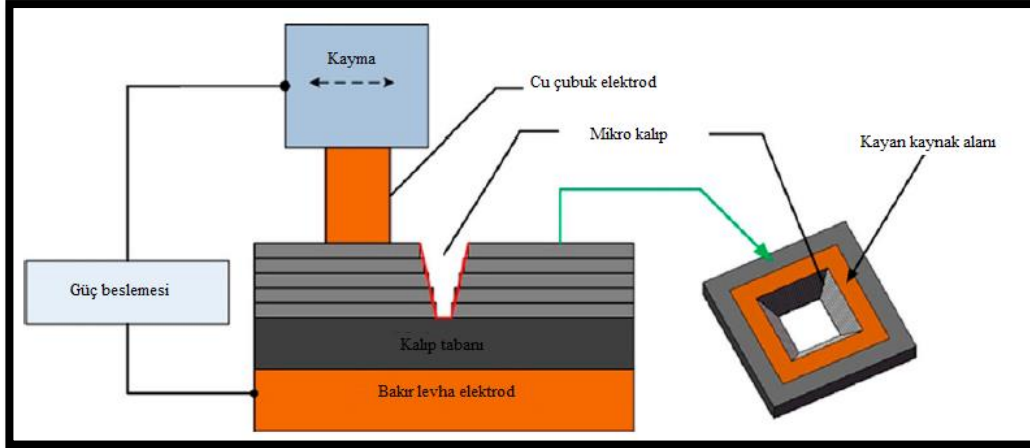 Kayma
Cu çubuk elektrod
Mikro kalıp
Kayan kaynak alanı
Güç beslemesi
Kalıp tabanı
Bakır levha elektrod